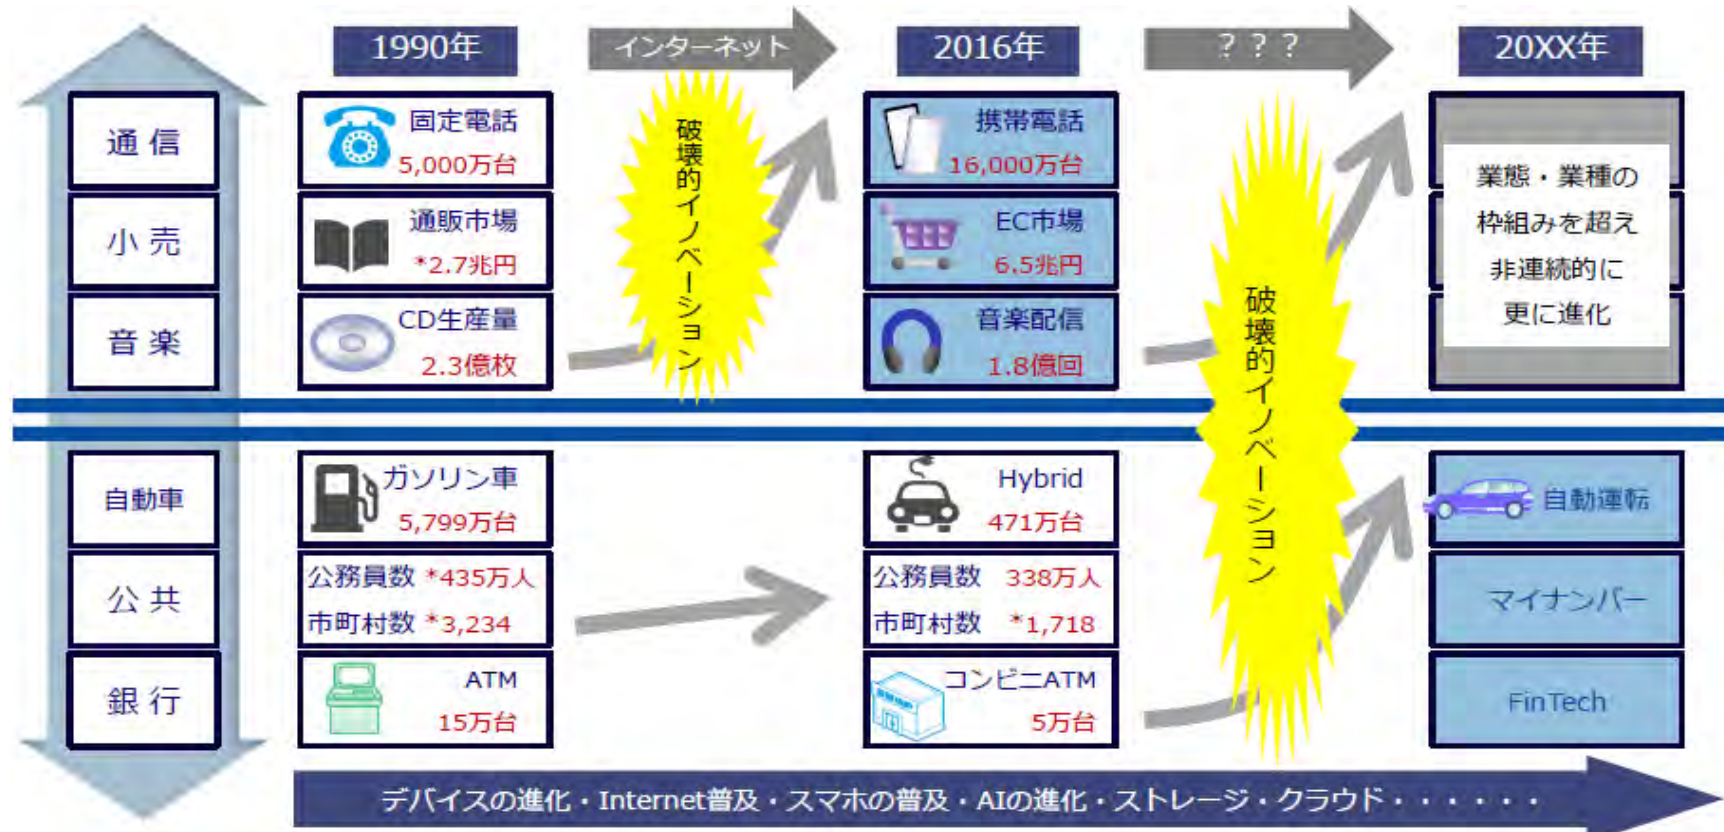 1990年
インターネット
2016年
？？？
20XX年
通 信
固定電話
5,000万台
携帯電話
16,000万台
小 売
通販市場
*2.7兆円
EC市場
6.5兆円
音 楽
CD生産量
2.3億枚
音楽配信
1.8億回
破壊的イノベーション
破壊的イノベーション
業態・業種の
枠組みを超え
非連続的に
更に進化
自動車
ガソリン車
5,799万台
Hybrid
471万台
自動運転
公 共
公務員数 *435万人
市町村数 *3,234
公務員数 338万人
市町村数 *1,718
マイナンバー
銀 行
ATM
15万台
コンビニATM
5万台
FinTech
デバイスの進化・Internet普及・スマホの普及・AIの進化・ストレージ・クラウド・・・・・・